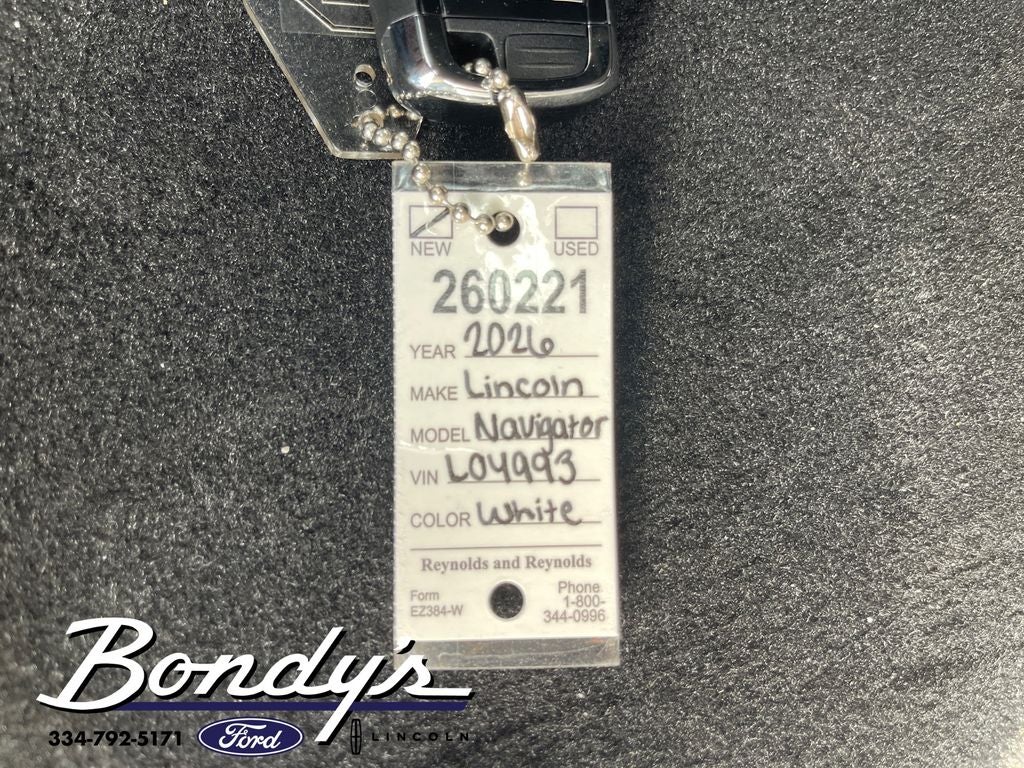 NEW USED
260221
YEAR 2026
MAKE Lincoln
MODEL Navigator
VIN L04993
COLOR White
Reynolds and Reynolds
Form
EZ384-W
Phone
1-800-
344-0996
Bondy's
334-792-5171 Ford LINCOLN